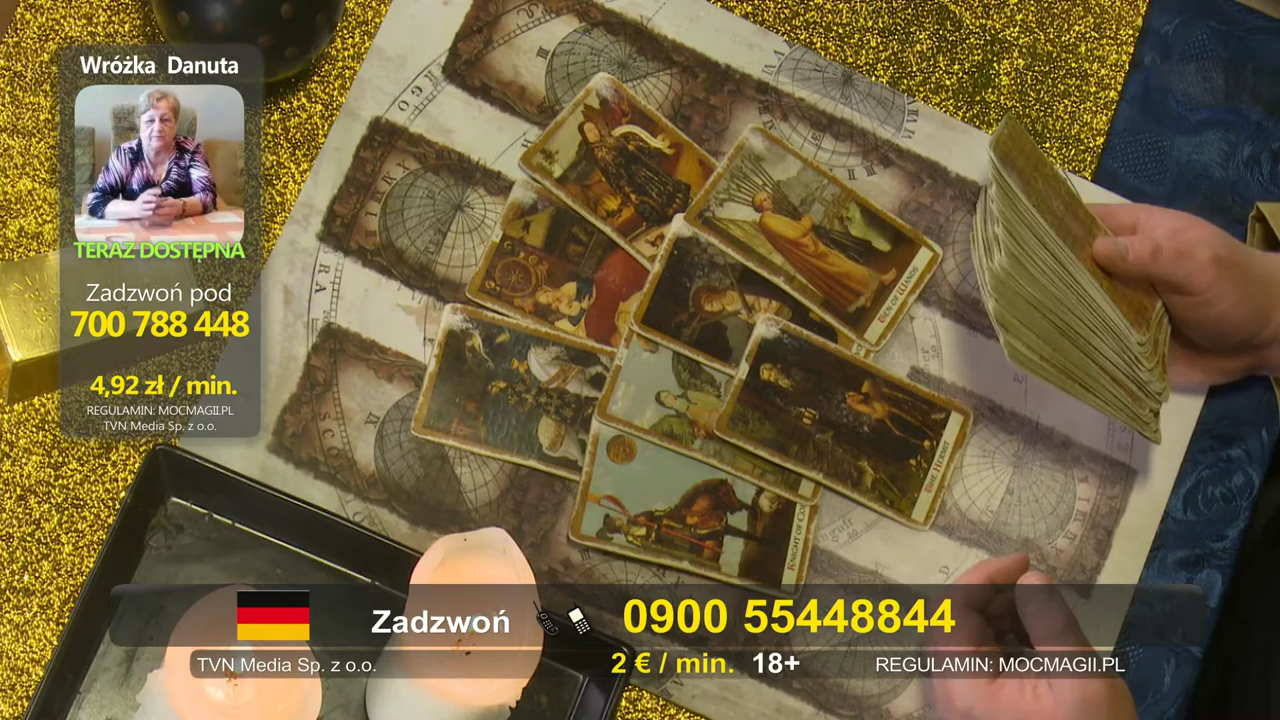 Wróżka Danuta
TERAZ DOSTĘPNA
Zadzwoń pod
700 788 448
4,92 zł / min.
REGULAMIN: MOCMAGII.PL
TVN Media Sp. z o.o.
TEN OF WANDS
THE HERMIT
KNIGHT OF CO
Zadzwoń
0900 55448844
TVN Media Sp. z o.o.
2 € / min. 18+
REGULAMIN: MOCMAGII.PL